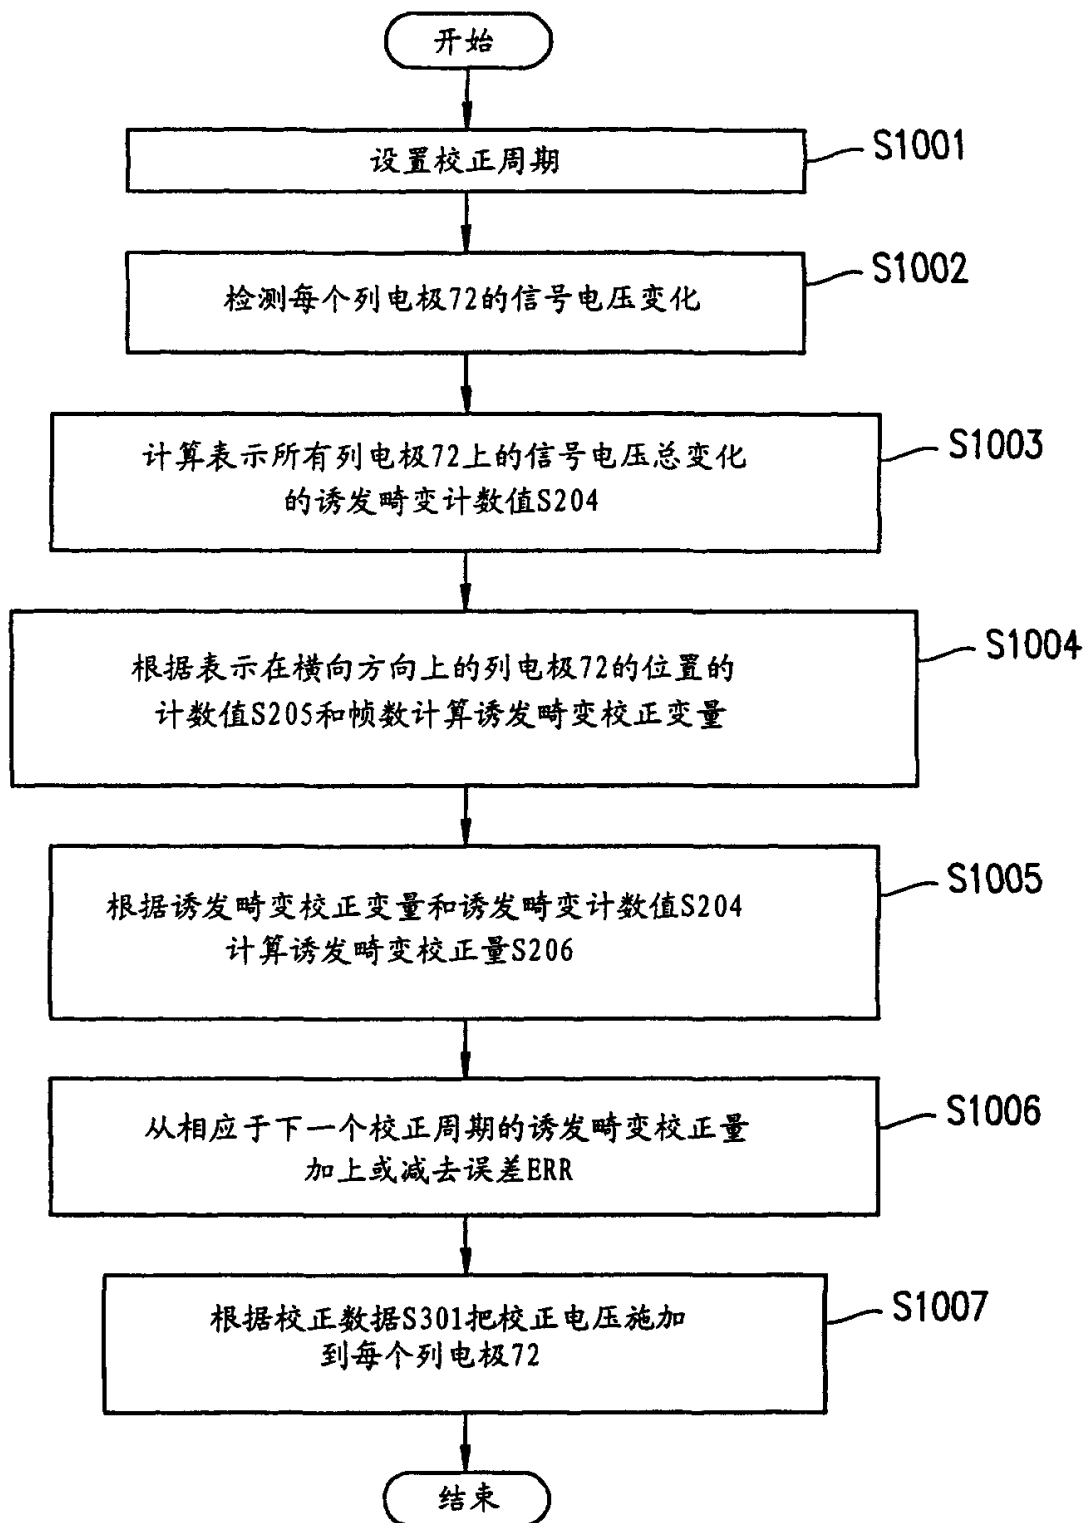 开始
设置校正周期
S1001
检测每个列电极72的信号电压变化
S1002
计算表示所有列电极72上的信号电压总变化
的诱发畸变计数值S204
S1003
根据表示在横向方向上的列电极72的位置的
计数值S205和帧数计算诱发畸变校正变量
S1004
根据诱发畸变校正变量和诱发畸变计数值S204
计算诱发畸变校正量S206
S1005
从相应于下一个校正周期的诱发畸变校正量
加上或减去误差ERR
S1006
根据校正数据S301把校正电压施加
到每个列电极72
S1007
结束